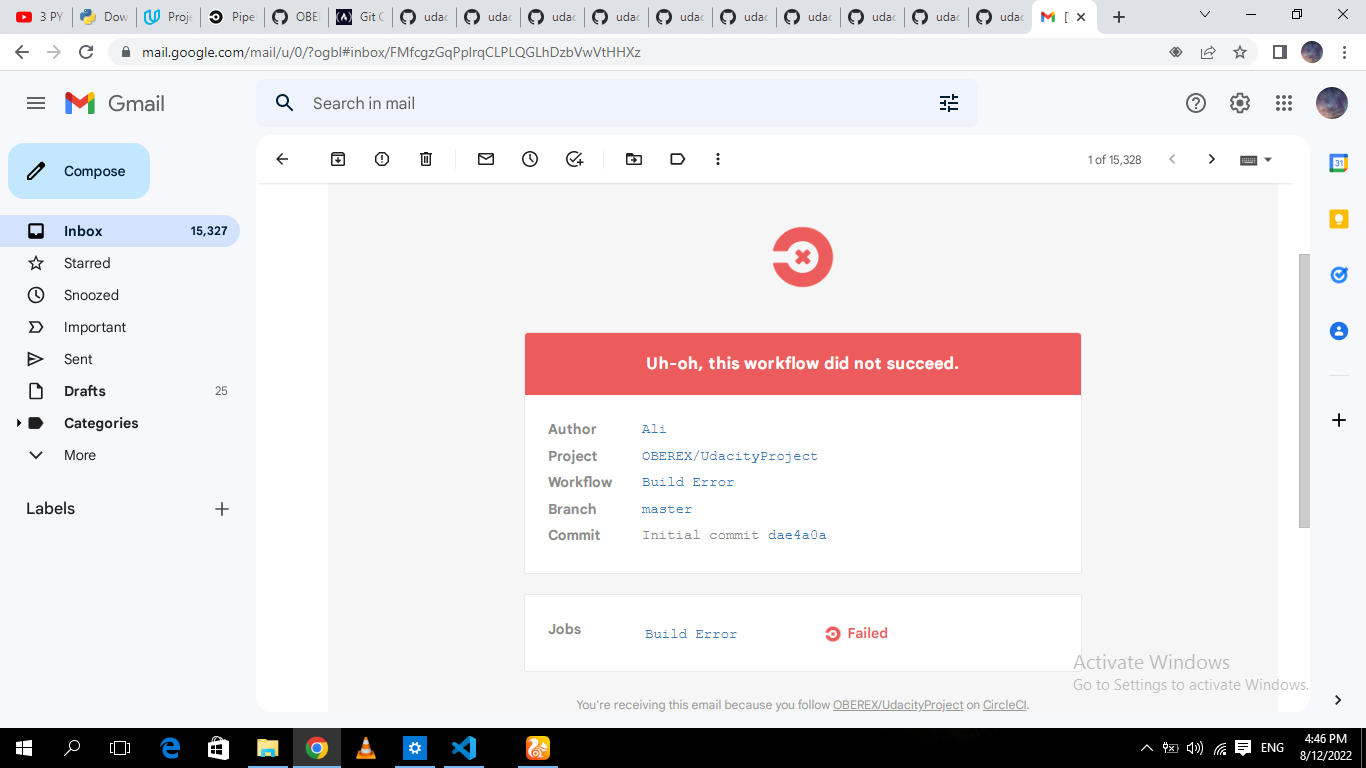 3 PY
Dow
Proje
Pipe
OBE
Git C
udac
udac
udac
udac
udac
udac
udac
udac
udac
udac
[
mail.google.com/mail/u/0/?ogbl#inbox/FMfcgzGqPpIrqCLPLQGLhDzbVwVtHHXz
Gmail
Search in mail
Compose
1 of 15,328
31
Inbox 15,327
Starred
Snoozed
Important
Sent
Drafts 25
Categories
More
Labels
Uh-oh, this workflow did not succeed.
Author Ali
Project OBEREX/UdacityProject
Workflow Build Error
Branch master
Commit Initial commit dae4a0a
Jobs Build Error Failed
You're receiving this email because you follow OBEREX/UdacityProject on CircleCI.
Activate Windows
Go to Settings to activate Windows.
ENG
4:46 PM
8/12/2022